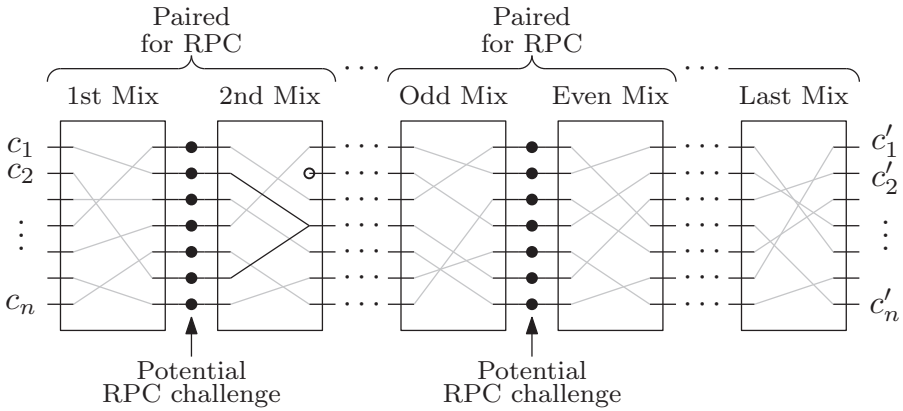 Paired
for RPC
Paired
for RPC
··· ···
1st Mix 2nd Mix Odd Mix Even Mix Last Mix
c₁ ··· ··· c′₁
c₂ ··· ··· c′₂
⋮ ··· ··· ⋮
cₙ ··· ··· c′ₙ
Potential
RPC challenge
Potential
RPC challenge